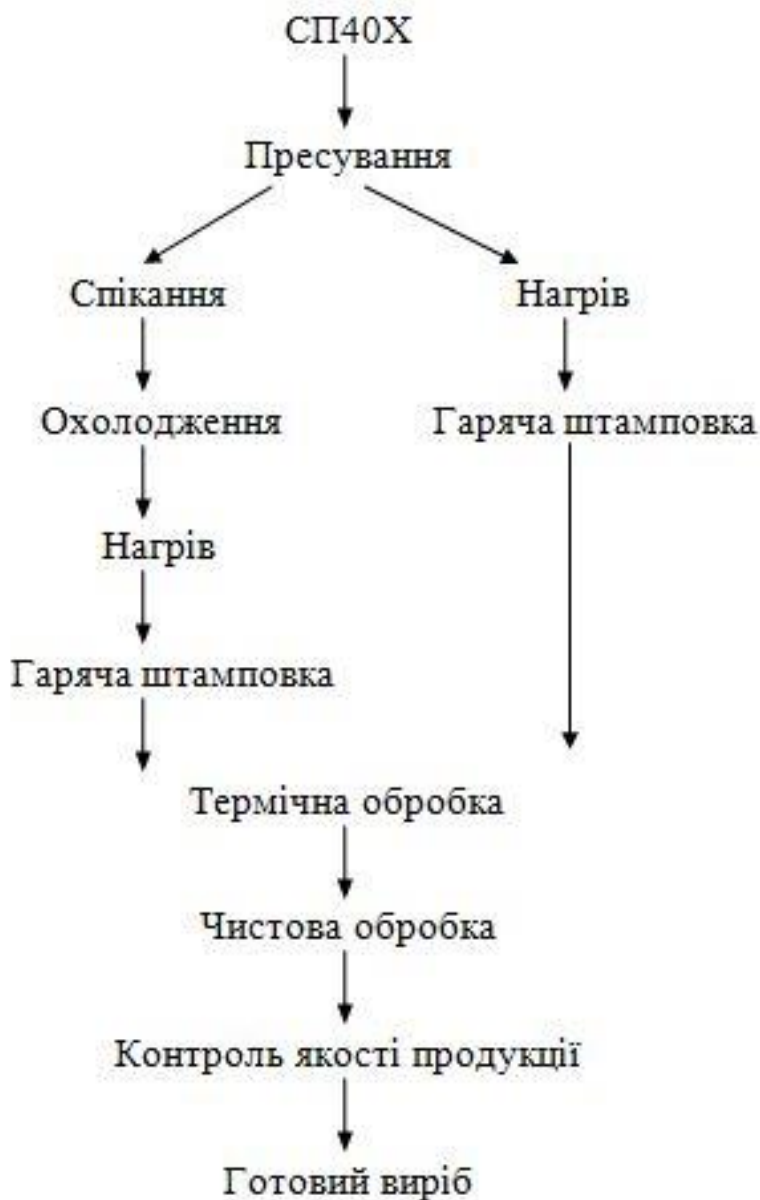 СП40Х
Пресування
Спікання
Нагрів
Охолодження
Гаряча штамповка
Нагрів
Гаряча штамповка
Термічна обробка
Чистова обробка
Контроль якості продукції
Готовий виріб